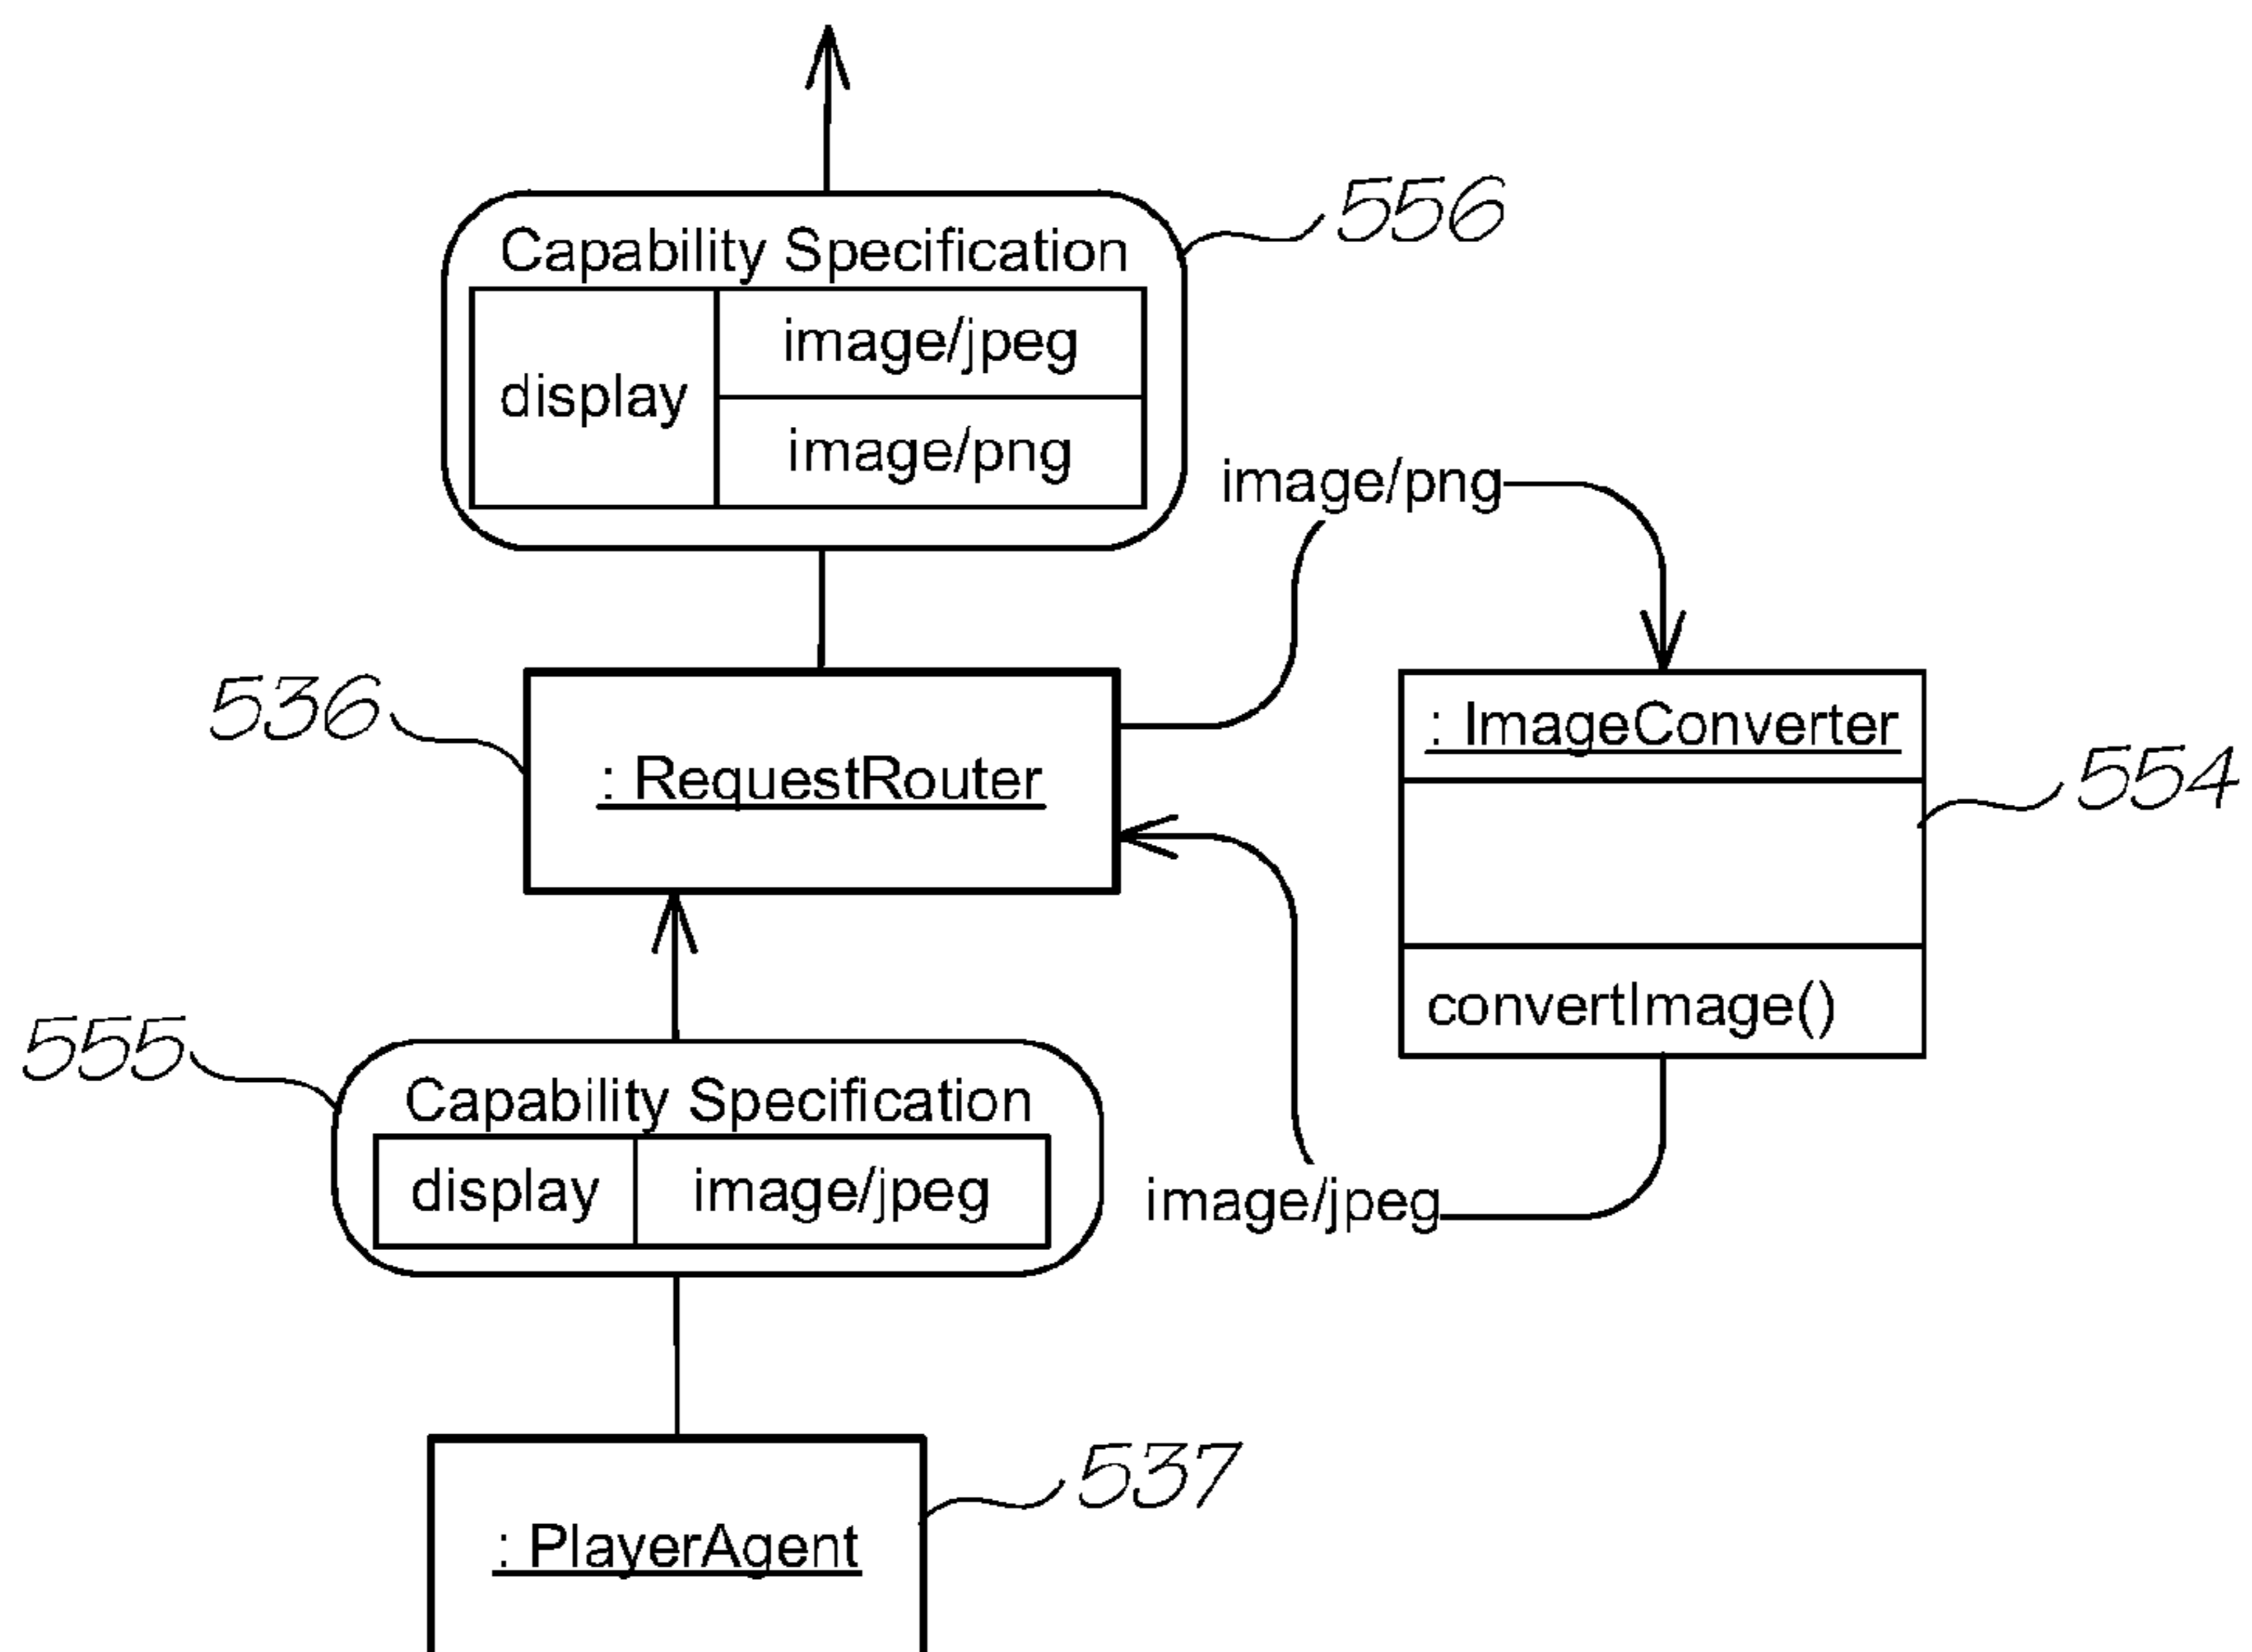 556
Capability Specification
display
image/jpeg
image/png
image/png
536
: RequestRouter
: ImageConverter
554
convertImage()
555
Capability Specification
display
image/jpeg
image/jpeg
537
: PlayerAgent